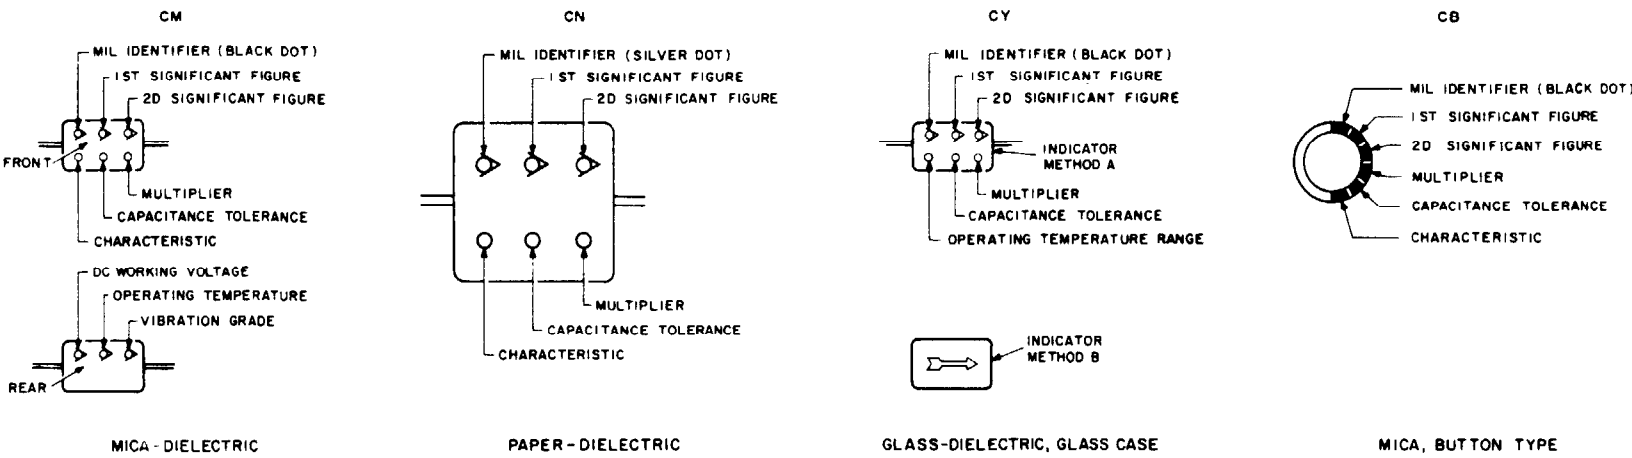 CM
MIL IDENTIFIER (BLACK DOT)
1ST SIGNIFICANT FIGURE
2D SIGNIFICANT FIGURE
FRONT
MULTIPLIER
CAPACITANCE TOLERANCE
CHARACTERISTIC
DC WORKING VOLTAGE
OPERATING TEMPERATURE
VIBRATION GRADE
REAR
MICA-DIELECTRIC
CN
MIL IDENTIFIER (SILVER DOT)
1ST SIGNIFICANT FIGURE
2D SIGNIFICANT FIGURE
MULTIPLIER
CAPACITANCE TOLERANCE
CHARACTERISTIC
PAPER-DIELECTRIC
CY
MIL IDENTIFIER (BLACK DOT)
1ST SIGNIFICANT FIGURE
2D SIGNIFICANT FIGURE
INDICATOR
METHOD A
MULTIPLIER
CAPACITANCE TOLERANCE
OPERATING TEMPERATURE RANGE
INDICATOR
METHOD B
GLASS-DIELECTRIC, GLASS CASE
CB
MIL IDENTIFIER (BLACK DOT)
1ST SIGNIFICANT FIGURE
2D SIGNIFICANT FIGURE
MULTIPLIER
CAPACITANCE TOLERANCE
CHARACTERISTIC
MICA, BUTTON TYPE